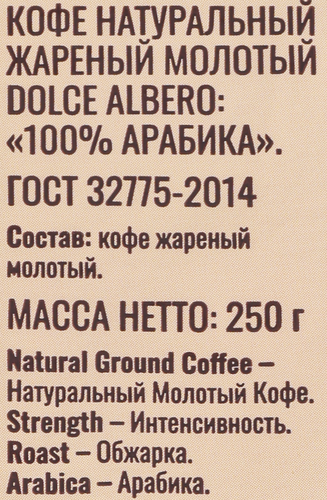 КОФЕ НАТУРАЛЬНЫЙ
ЖАРЕНЫЙ МОЛОТЫЙ
DOLCE ALBERO:
«100% АРАБИКА».
ГОСТ 32775-2014
Состав: кофе жареный
молотый.
МАССА НЕТТО: 250 г
Natural Ground Coffee –
Натуральный Молотый Кофе.
Strength – Интенсивность.
Roast – Обжарка.
Arabica – Арабика.